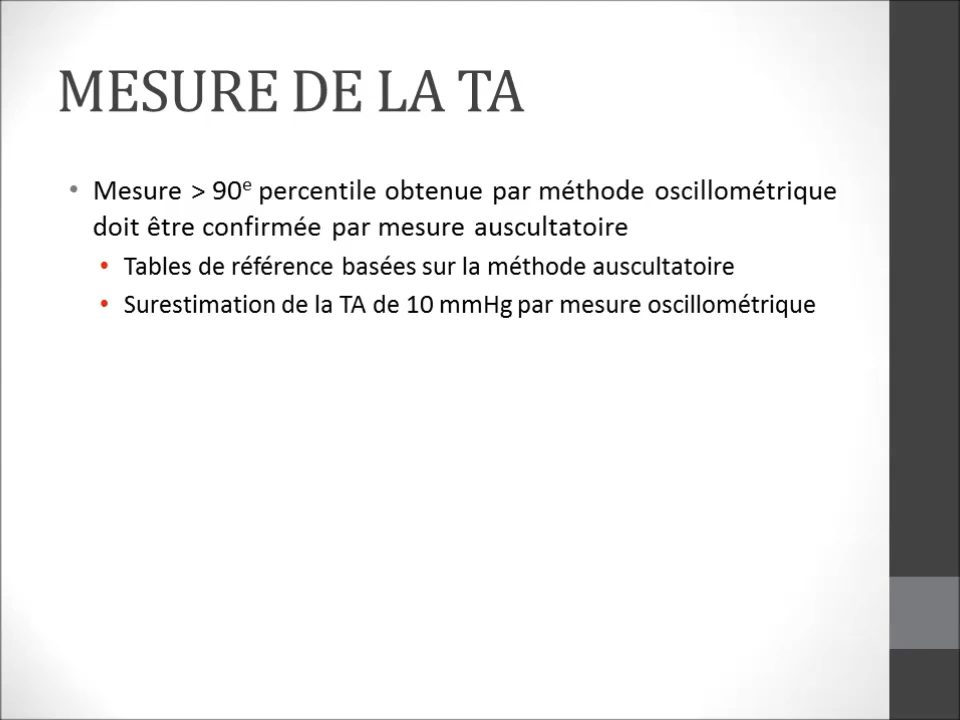 MESURE DE LA TA
• Mesure > 90e percentile obtenue par méthode oscillométrique
doit être confirmée par mesure auscultatoire
• Tables de référence basées sur la méthode auscultatoire
• Surestimation de la TA de 10 mmHg par mesure oscillométrique